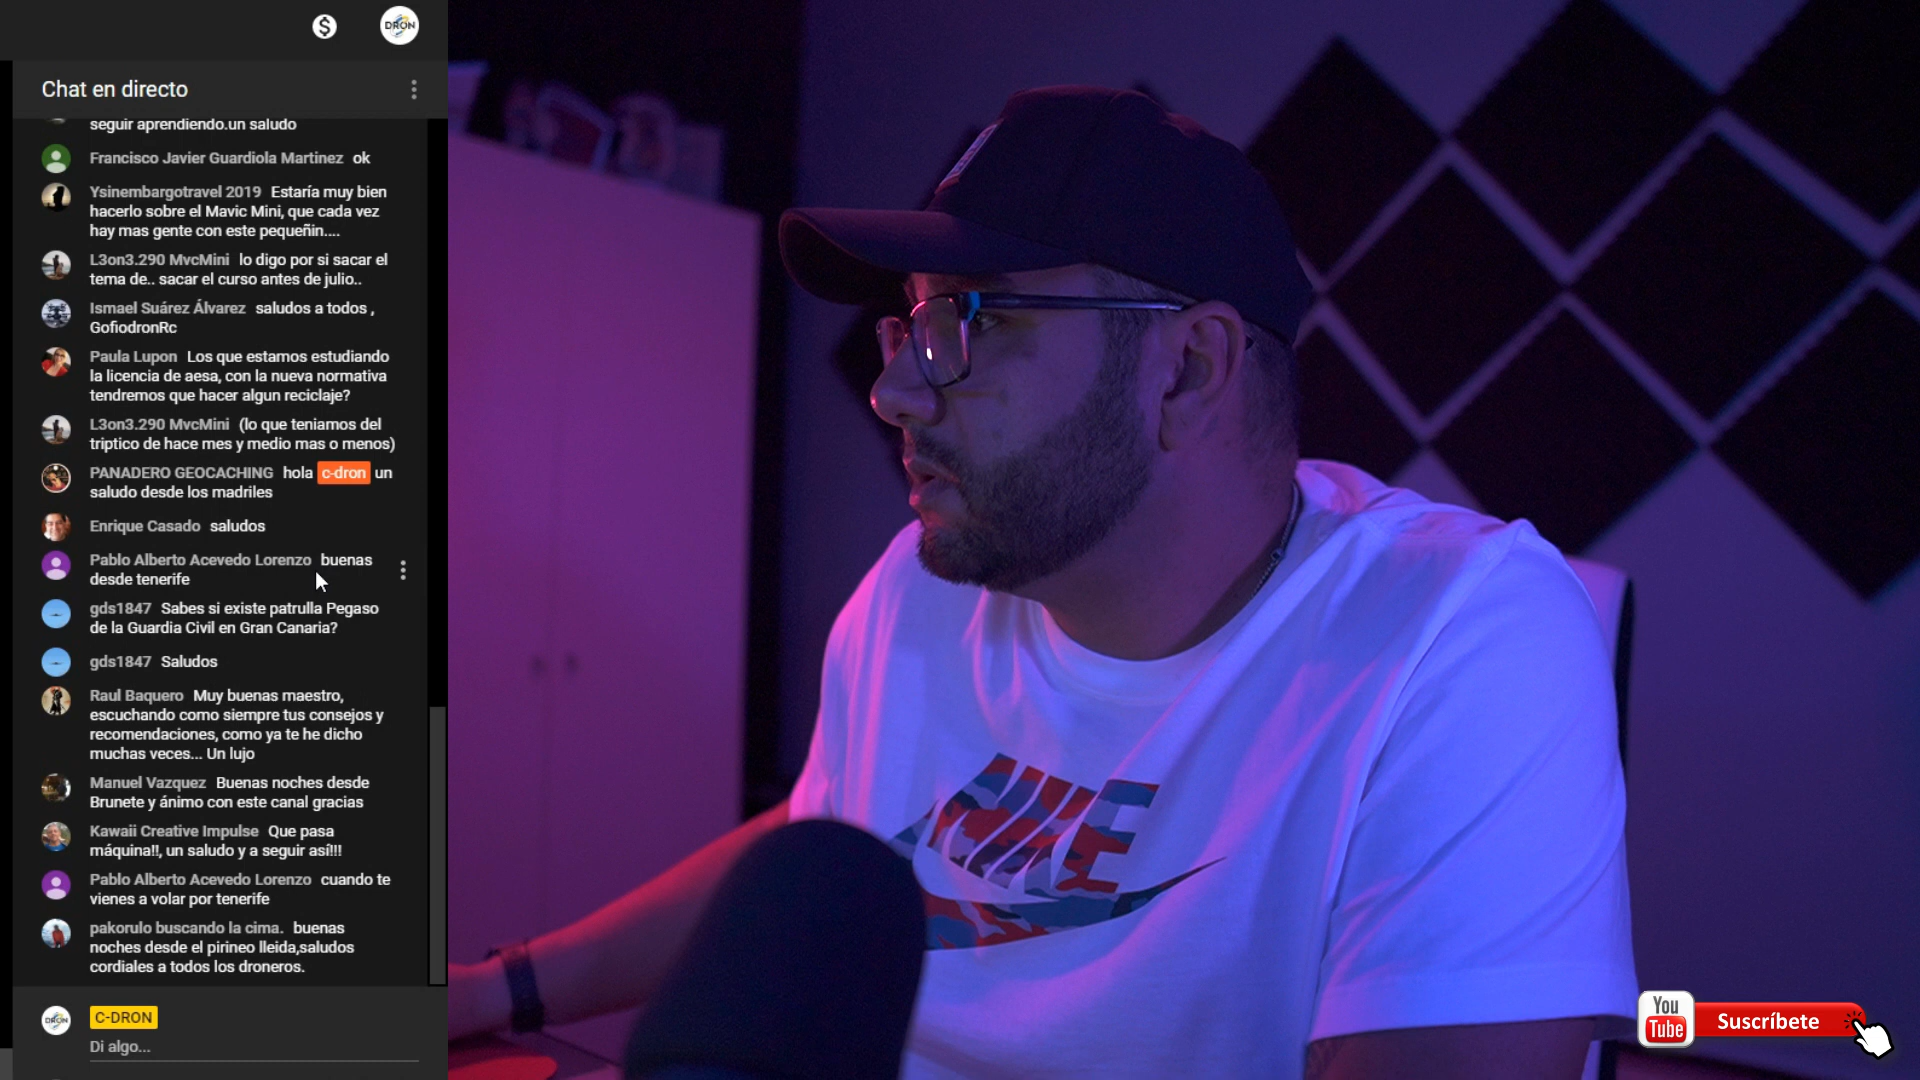 DRON
Chat en directo
seguir aprendiendo.un saludo
Francisco Javier Guardiola Martinez ok
Ysinembargotravel 2019 Estaría muy bien
hacerlo sobre el Mavic Mini, que cada vez
hay mas gente con este pequeñin....
L3on3.290 MvcMini lo digo por si sacar el
tema de.. sacar el curso antes de julio..
Ismael Suárez Álvarez saludos a todos ,
GofiodronRc
Paula Lupon Los que estamos estudiando
la licencia de aesa, con la nueva normativa
tendremos que hacer algun reciclaje?
L3on3.290 MvcMini (lo que teniamos del
triptico de hace mes y medio mas o menos)
PANADERO GEOCACHING hola c-dron un
saludo desde los madriles
Enrique Casado saludos
Pablo Alberto Acevedo Lorenzo buenas
desde tenerife
gds1847 Sabes si existe patrulla Pegaso
de la Guardia Civil en Gran Canaria?
gds1847 Saludos
Raul Baquero Muy buenas maestro,
escuchando como siempre tus consejos y
recomendaciones, como ya te he dicho
muchas veces... Un lujo
Manuel Vazquez Buenas noches desde
Brunete y ánimo con este canal gracias
Kawaii Creative Impulse Que pasa
máquina!!, un saludo y a seguir así!!!
Pablo Alberto Acevedo Lorenzo cuando te
vienes a volar por tenerife
pakorulo buscando la cima. buenas
noches desde el pirineo lleida,saludos
cordiales a todos los droneros.
DRON
C-DRON
Di algo...
NIKE
You
Tube
Suscríbete